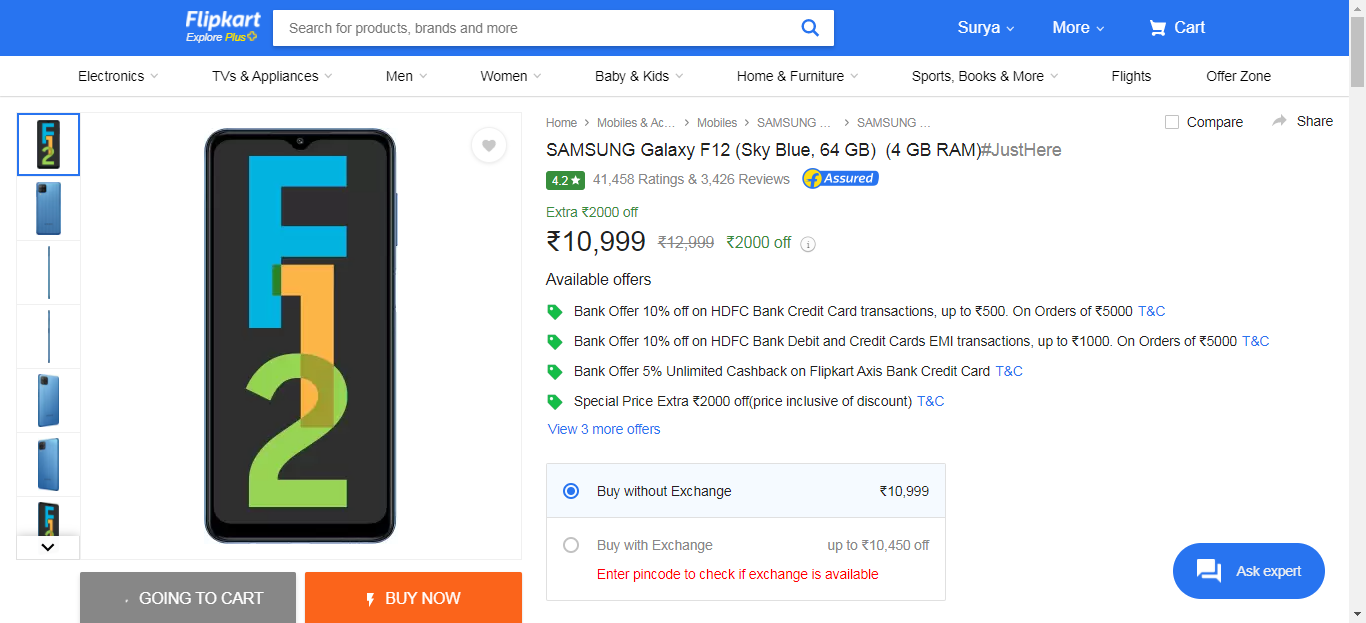 Flipkart
Explore Plus
Search for products, brands and more
Surya
More
Cart
Electronics
TVs & Appliances
Men
Women
Baby & Kids
Home & Furniture
Sports, Books & More
Flights
Offer Zone
Home
Mobiles & Ac...
Mobiles
SAMSUNG ...
SAMSUNG ...
Compare
Share
SAMSUNG Galaxy F12 (Sky Blue, 64 GB)  (4 GB RAM)#JustHere
4.2★ 41,458 Ratings & 3,426 Reviews Assured
Extra ₹2000 off
₹10,999 ₹12,999 ₹2000 off
Available offers
Bank Offer 10% off on HDFC Bank Credit Card transactions, up to ₹500. On Orders of ₹5000 T&C
Bank Offer 10% off on HDFC Bank Debit and Credit Cards EMI transactions, up to ₹1000. On Orders of ₹5000 T&C
Bank Offer 5% Unlimited Cashback on Flipkart Axis Bank Credit Card T&C
Special Price Extra ₹2000 off(price inclusive of discount) T&C
View 3 more offers
Buy without Exchange ₹10,999
Buy with Exchange up to ₹10,450 off
Enter pincode to check if exchange is available
F12
GOING TO CART
BUY NOW
Ask expert